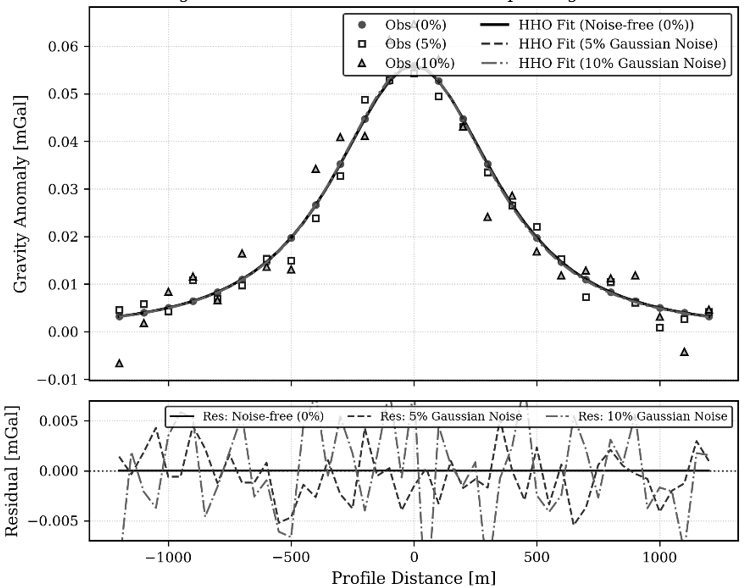 Obs (0%)
Obs (5%)
Obs (10%)
HHO Fit (Noise-free (0%))
HHO Fit (5% Gaussian Noise)
HHO Fit (10% Gaussian Noise)
Gravity Anomaly [mGal]
0.06
0.05
0.04
0.03
0.02
0.01
0.00
−0.01
Res: Noise-free (0%)
Res: 5% Gaussian Noise
Res: 10% Gaussian Noise
Residual [mGal]
0.005
0.000
−0.005
−1000
−500
0
500
1000
Profile Distance [m]